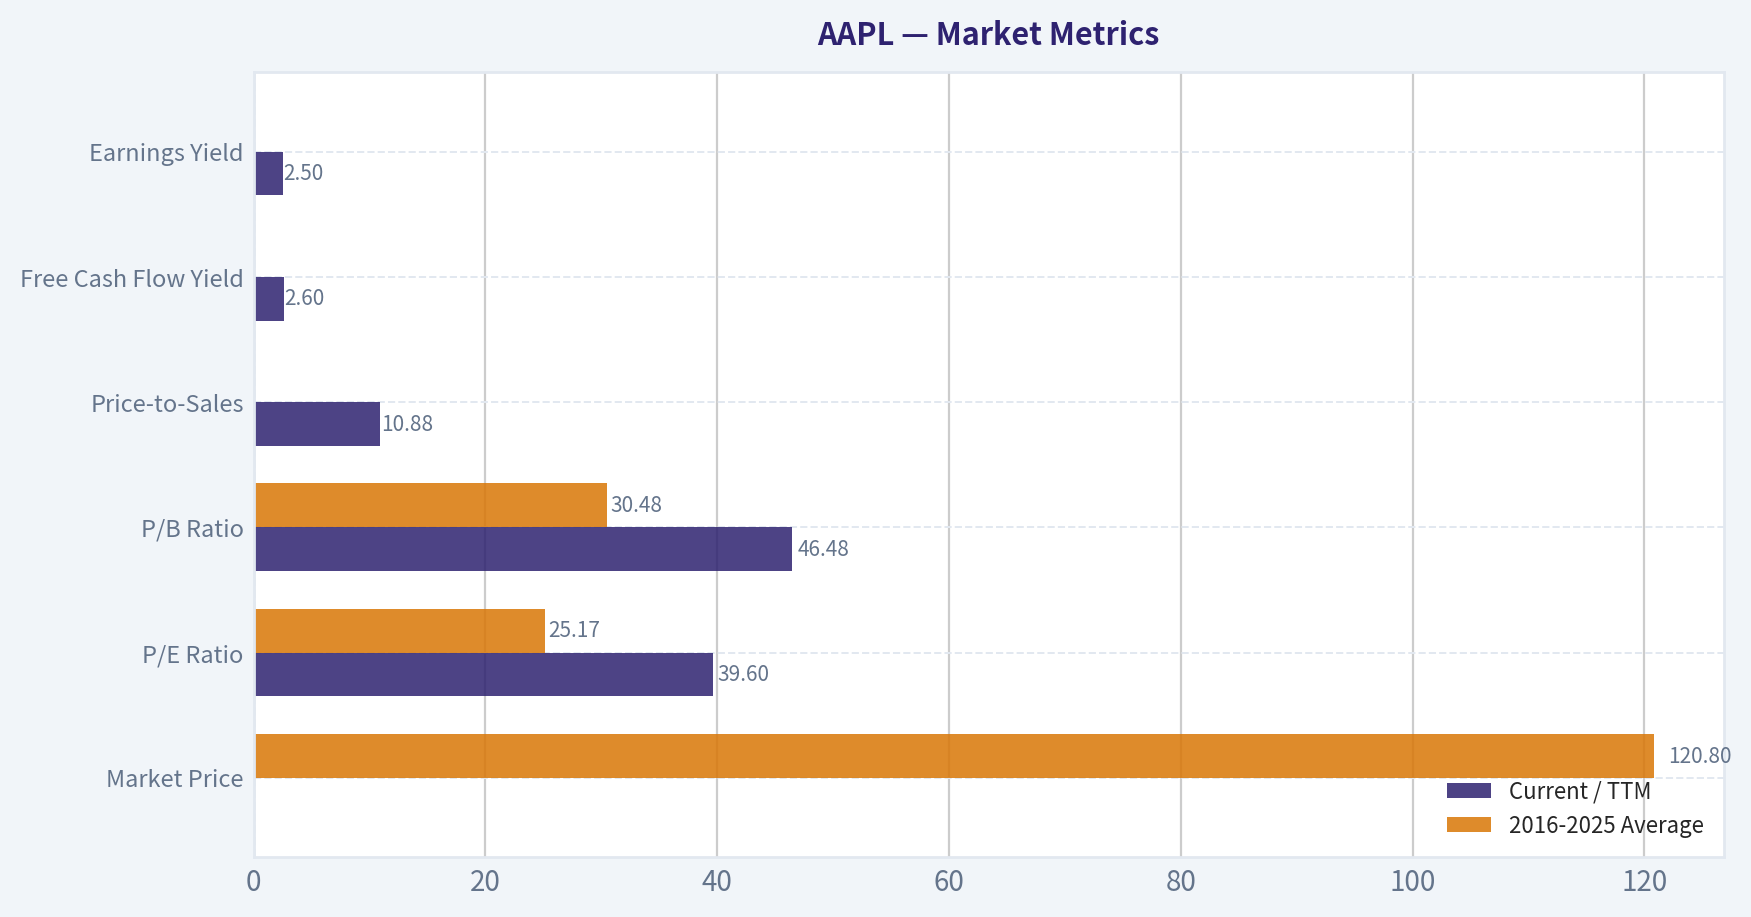 AAPL — Market Metrics
Earnings Yield
2.50
Free Cash Flow Yield
2.60
Price-to-Sales
10.88
30.48
P/B Ratio
46.48
25.17
P/E Ratio
39.60
120.80
Market Price
Current / TTM
2016-2025 Average
0 20 40 60 80 100 120